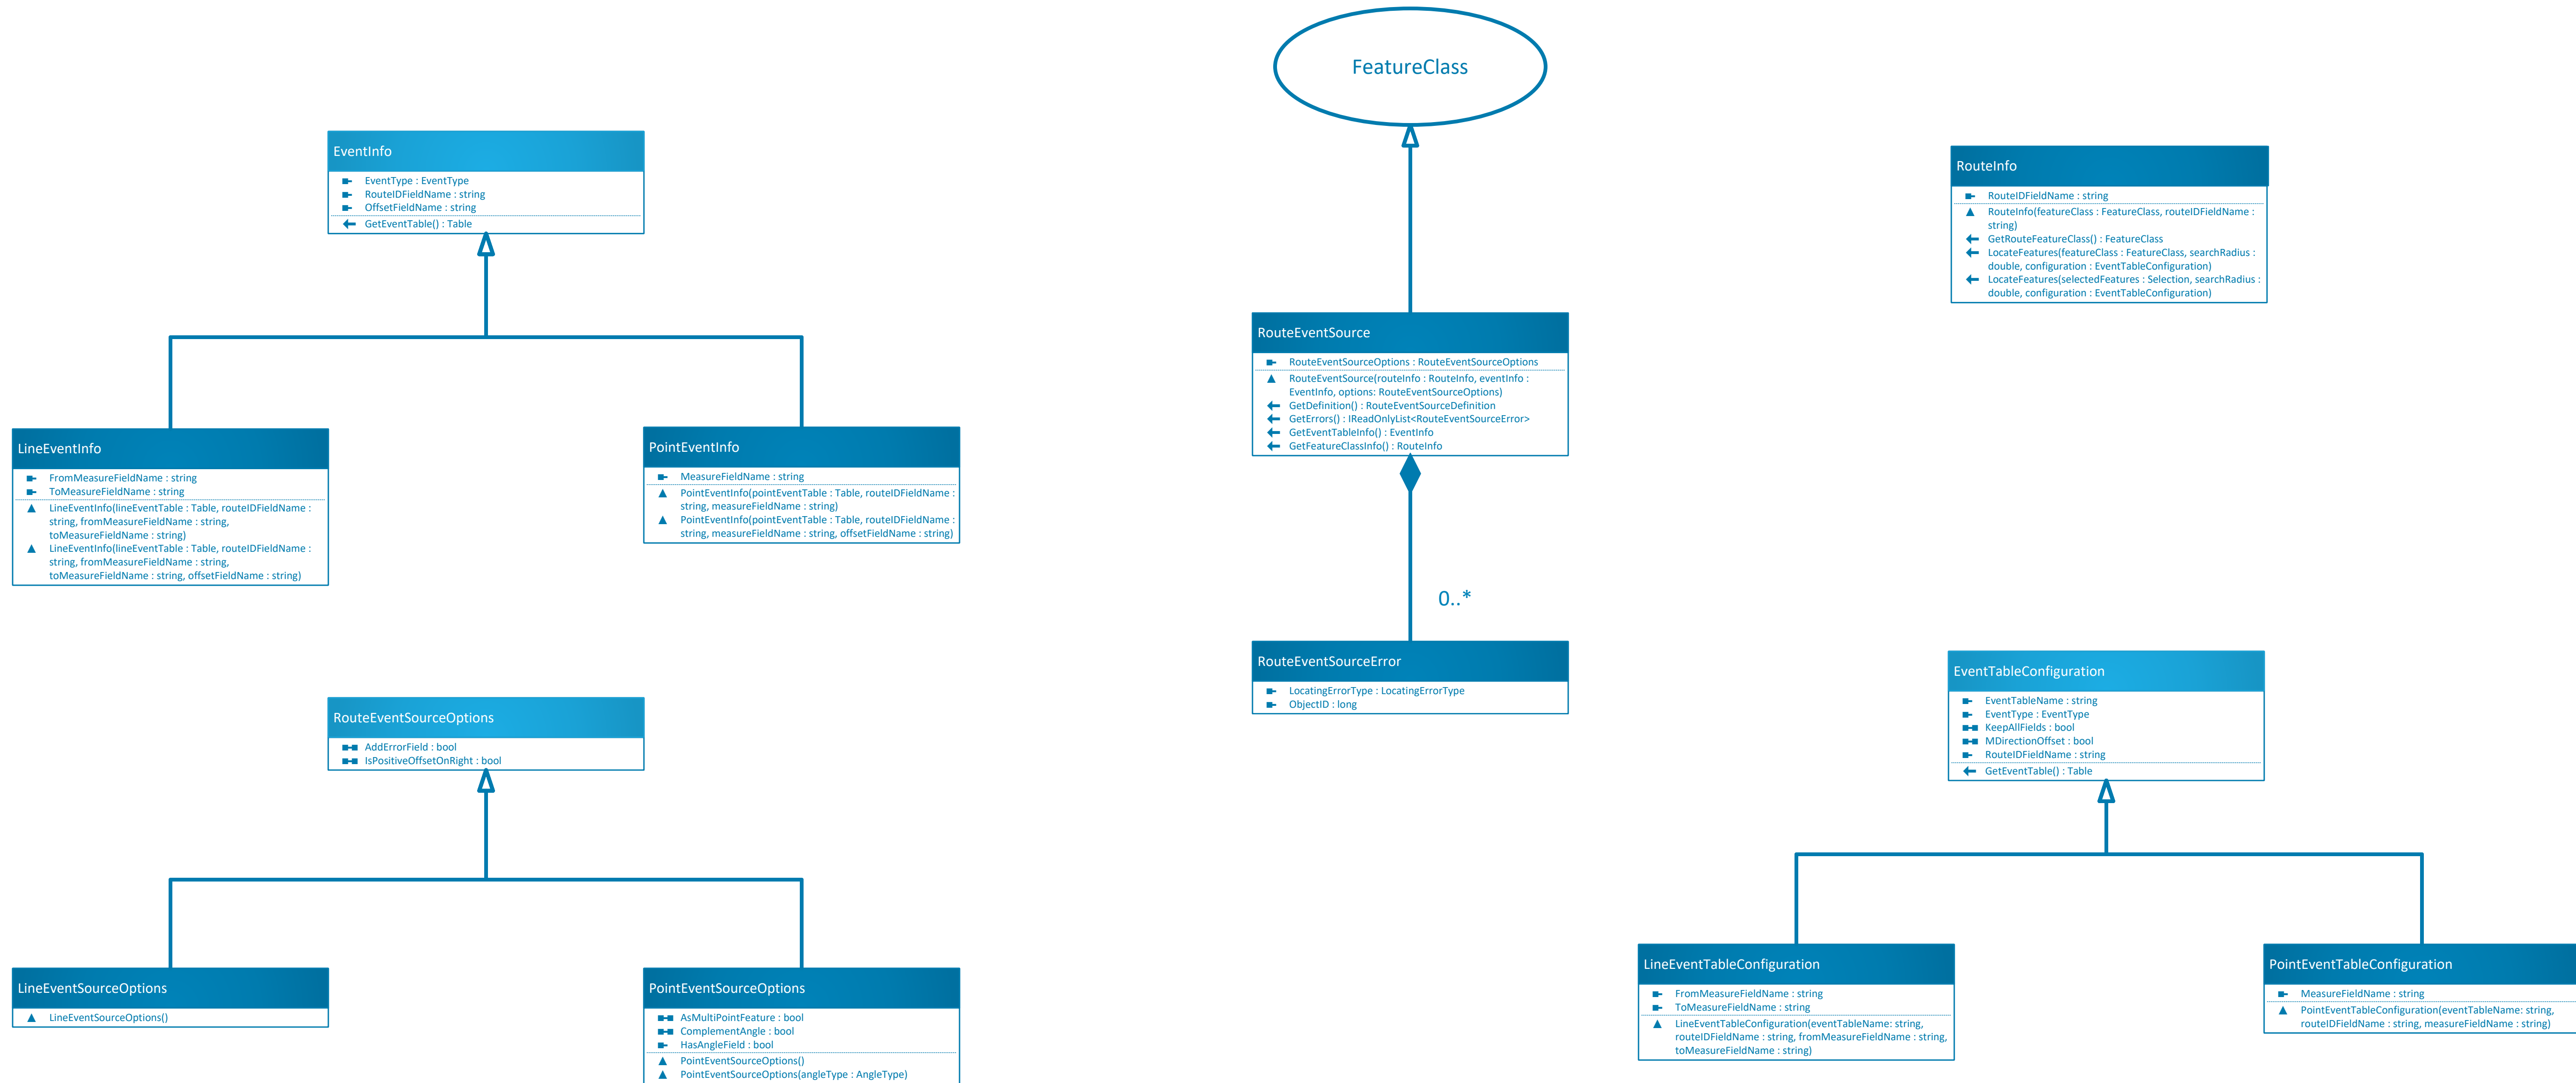 FeatureClass
EventInfo
EventType : EventType
RouteIDFieldName : string
OffsetFieldName : string
GetEventTable() : Table
RouteInfo
RouteIDFieldName : string
RouteInfo(featureClass : FeatureClass, routeIDFieldName :
string)
GetRouteFeatureClass() : FeatureClass
LocateFeatures(featureClass : FeatureClass, searchRadius :
double, configuration : EventTableConfiguration)
LocateFeatures(selectedFeatures : Selection, searchRadius :
double, configuration : EventTableConfiguration)
RouteEventSource
RouteEventSourceOptions : RouteEventSourceOptions
RouteEventSource(routeInfo : RouteInfo, eventInfo :
EventInfo, options: RouteEventSourceOptions)
GetDefinition() : RouteEventSourceDefinition
GetErrors() : IReadOnlyList<RouteEventSourceError>
GetEventTableInfo() : EventInfo
GetFeatureClassInfo() : RouteInfo
LineEventInfo
FromMeasureFieldName : string
ToMeasureFieldName : string
LineEventInfo(lineEventTable : Table, routeIDFieldName :
string, fromMeasureFieldName : string,
toMeasureFieldName : string)
LineEventInfo(lineEventTable : Table, routeIDFieldName :
string, fromMeasureFieldName : string,
toMeasureFieldName : string, offsetFieldName : string)
PointEventInfo
MeasureFieldName : string
PointEventInfo(pointEventTable : Table, routeIDFieldName :
string, measureFieldName : string)
PointEventInfo(pointEventTable : Table, routeIDFieldName :
string, measureFieldName : string, offsetFieldName : string)
0..*
RouteEventSourceError
LocatingErrorType : LocatingErrorType
ObjectID : long
RouteEventSourceOptions
AddErrorField : bool
IsPositiveOffsetOnRight : bool
EventTableConfiguration
EventTableName : string
EventType : EventType
KeepAllFields : bool
MDirectionOffset : bool
RouteIDFieldName : string
GetEventTable() : Table
LineEventSourceOptions
LineEventSourceOptions()
PointEventSourceOptions
AsMultiPointFeature : bool
ComplementAngle : bool
HasAngleField : bool
PointEventSourceOptions()
PointEventSourceOptions(angleType : AngleType)
LineEventTableConfiguration
FromMeasureFieldName : string
ToMeasureFieldName : string
LineEventTableConfiguration(eventTableName: string,
routeIDFieldName : string, fromMeasureFieldName : string,
toMeasureFieldName : string)
PointEventTableConfiguration
MeasureFieldName : string
PointEventTableConfiguration(eventTableName: string,
routeIDFieldName : string, measureFieldName : string)